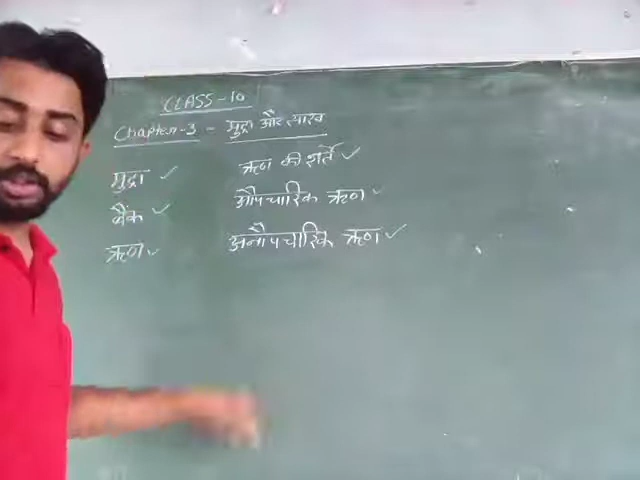 CLASS-10
Chapter-3 - मुद्रा और साख
मुद्रा ✓ ऋण की शर्तें ✓
बैंक ✓ औपचारिक ऋण ✓
ऋण ✓ अनौपचारिक ऋण ✓